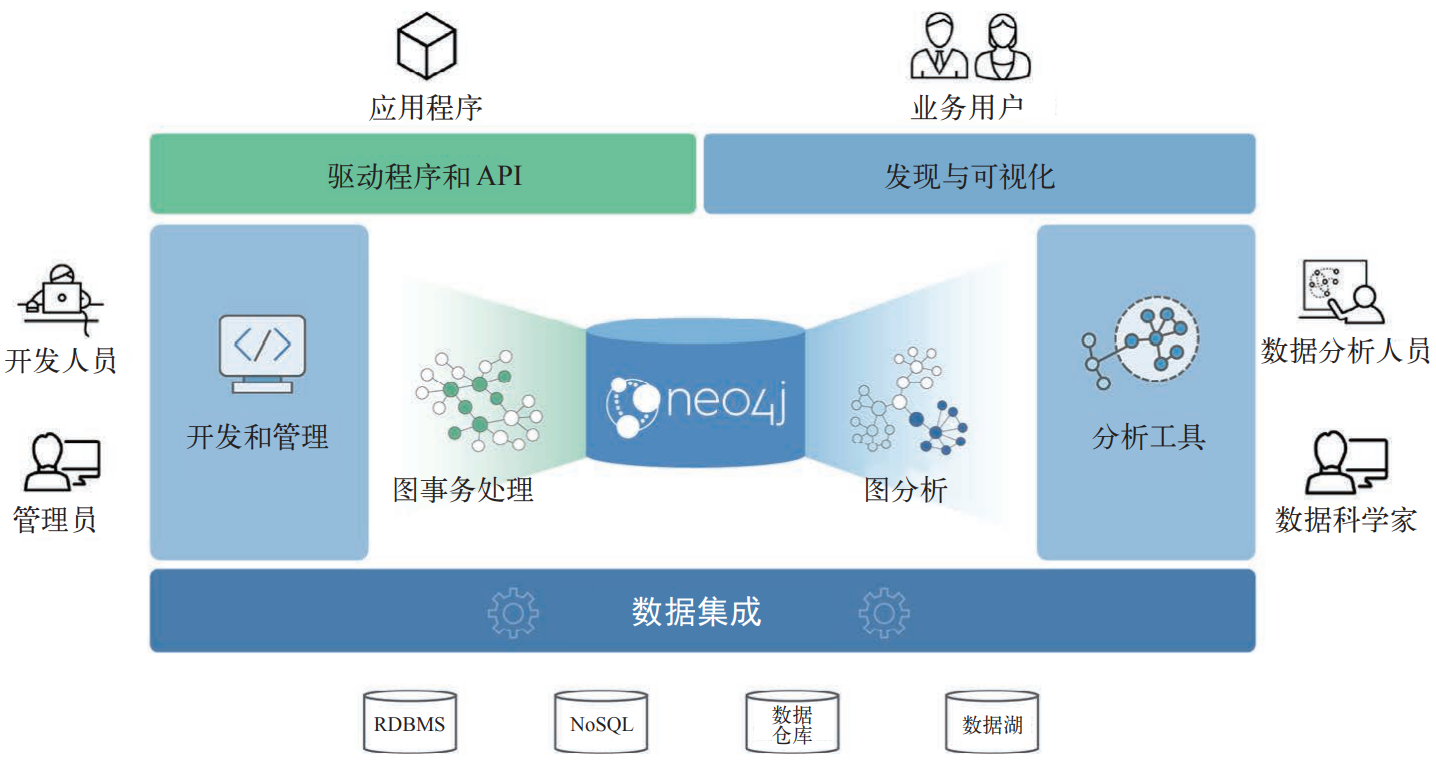 应用程序
业务用户
驱动程序和 API
发现与可视化
开发人员
管理员
</>
开发和管理
图事务处理
neo4j
图分析
分析工具
数据分析人员
数据科学家
数据集成
RDBMS
NoSQL
数据
仓库
数据湖